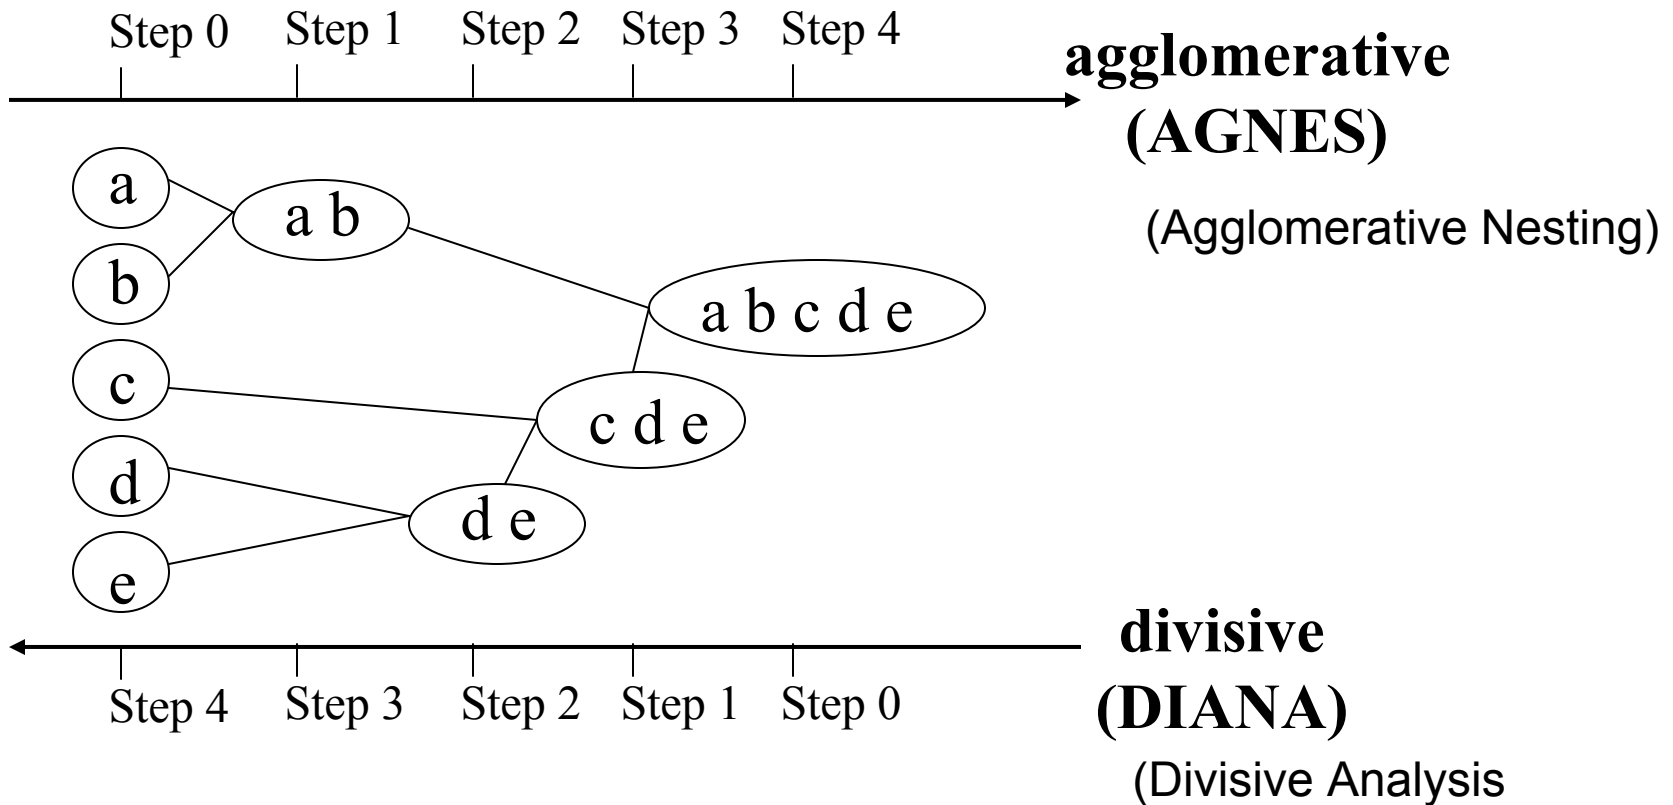 Step 0 Step 1 Step 2 Step 3 Step 4
agglomerative
(AGNES)
(Agglomerative Nesting)
a
a b
b
a b c d e
c
c d e
d
d e
e
divisive
(DIANA)
(Divisive Analysis
Step 4 Step 3 Step 2 Step 1 Step 0